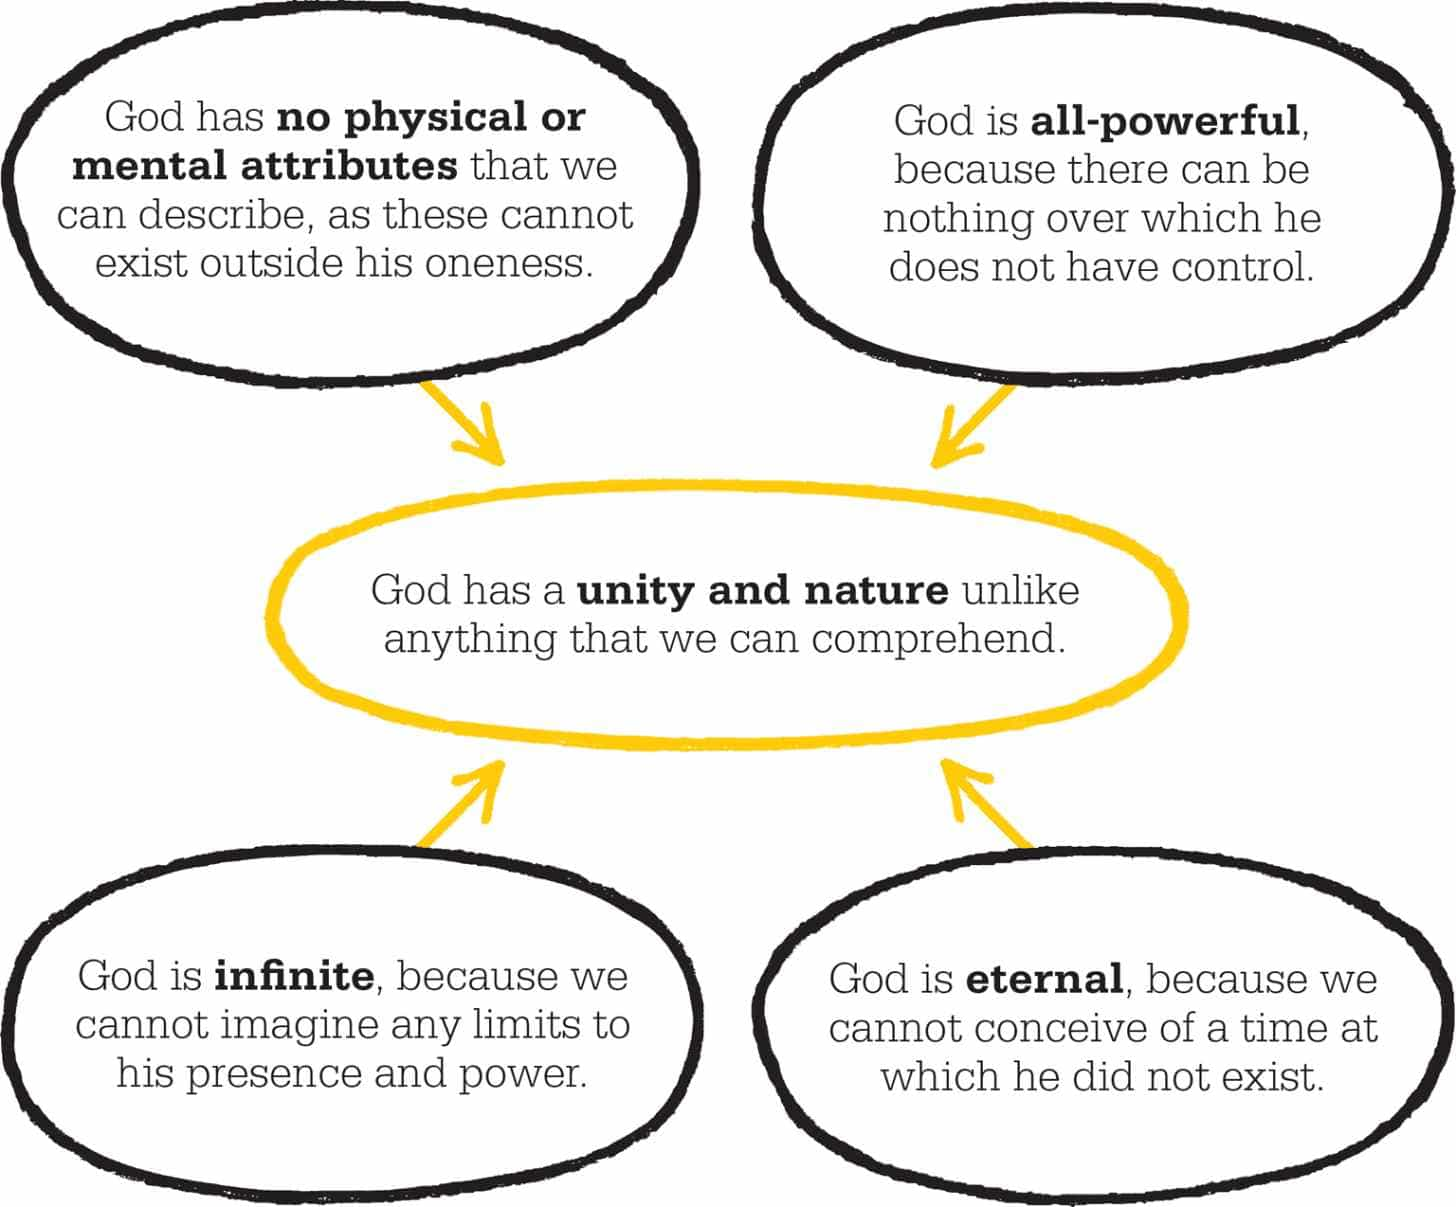 God has no physical or
mental attributes that we
can describe, as these cannot
exist outside his oneness.
God is all-powerful,
because there can be
nothing over which he
does not have control.
God has a unity and nature unlike
anything that we can comprehend.
God is infinite, because we
cannot imagine any limits to
his presence and power.
God is eternal, because we
cannot conceive of a time at
which he did not exist.